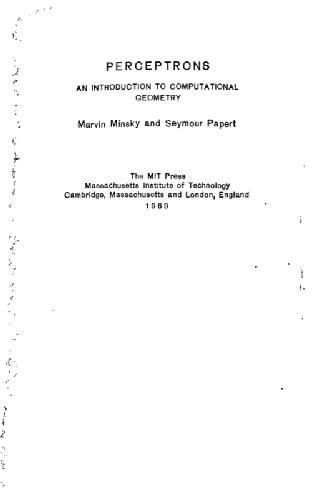 PERCEPTRONS
AN INTRODUCTION TO COMPUTATIONAL
GEOMETRY
Marvin Minsky and Seymour Papert
The MIT Press
Massachusetts Institute of Technology
Cambridge, Massachusetts and London, England
1969